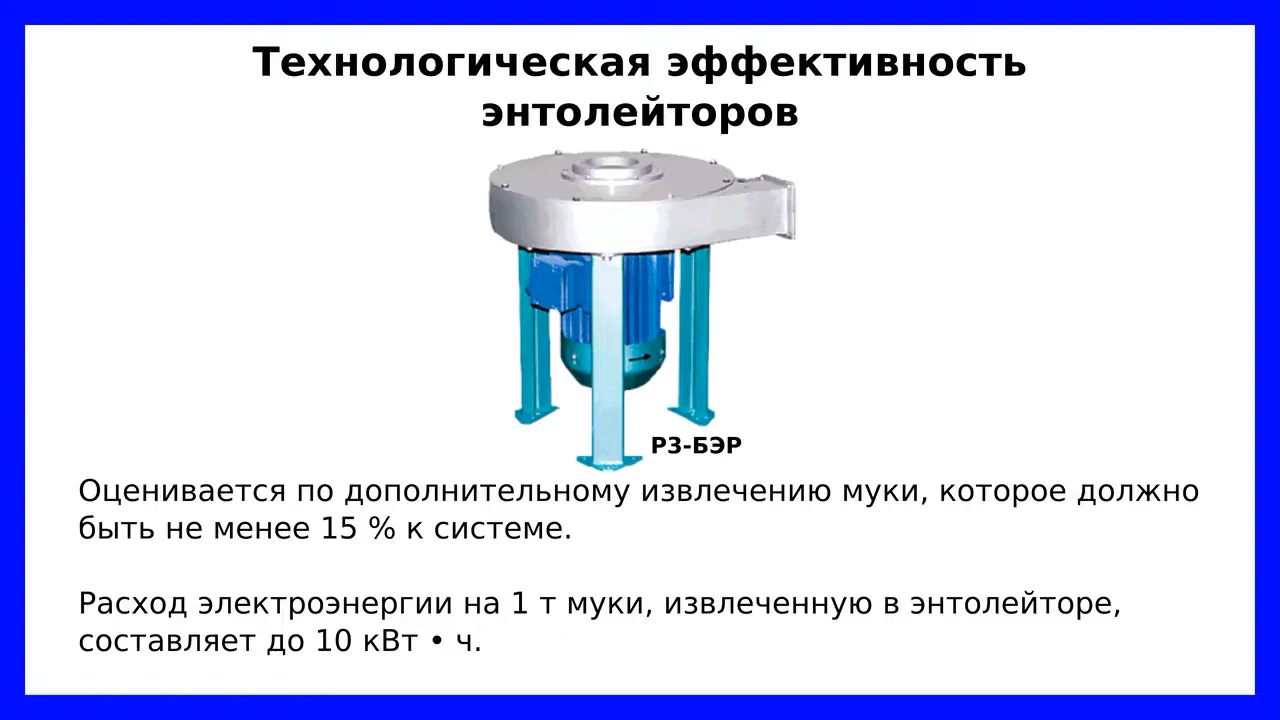 Технологическая эффективность
энтолейторов
РЗ-БЭР
Оценивается по дополнительному извлечению муки, которое должно
быть не менее 15 % к системе.
Расход электроэнергии на 1 т муки, извлеченную в энтолейторе,
составляет до 10 кВт • ч.